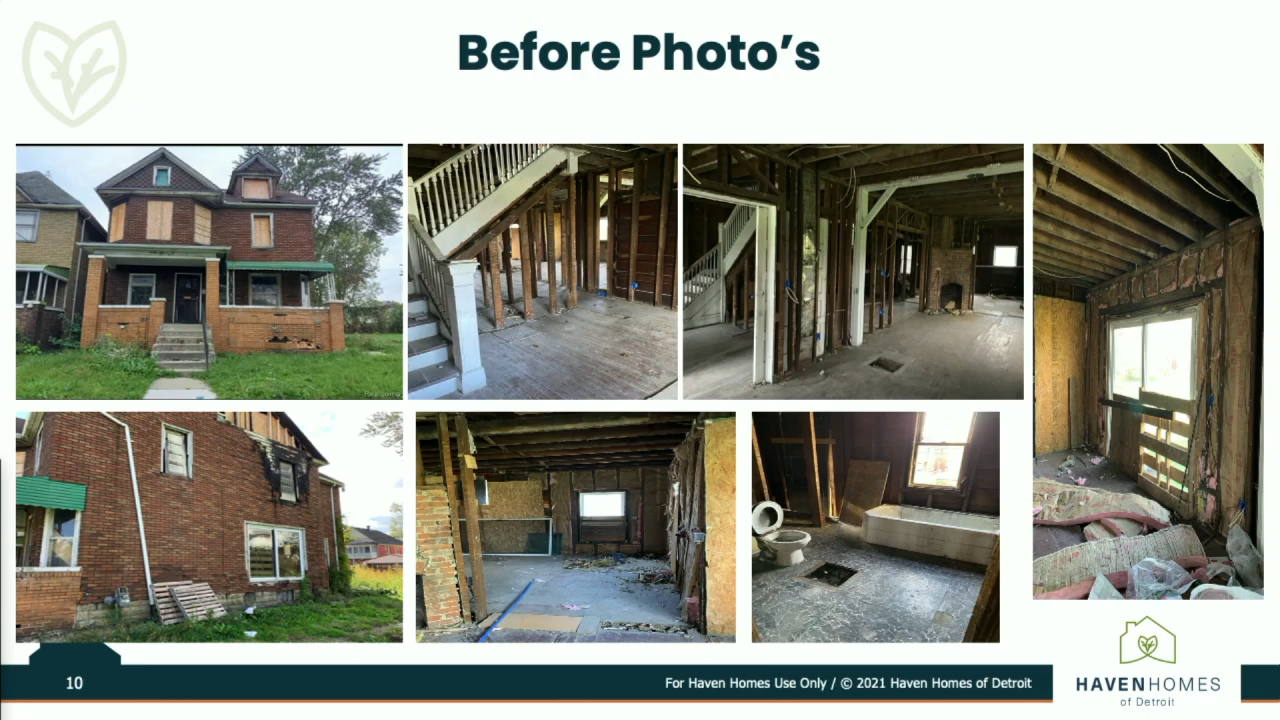 Before Photo’s
10
For Haven Homes Use Only / © 2021 Haven Homes of Detroit
HAVENHOMES
of Detroit